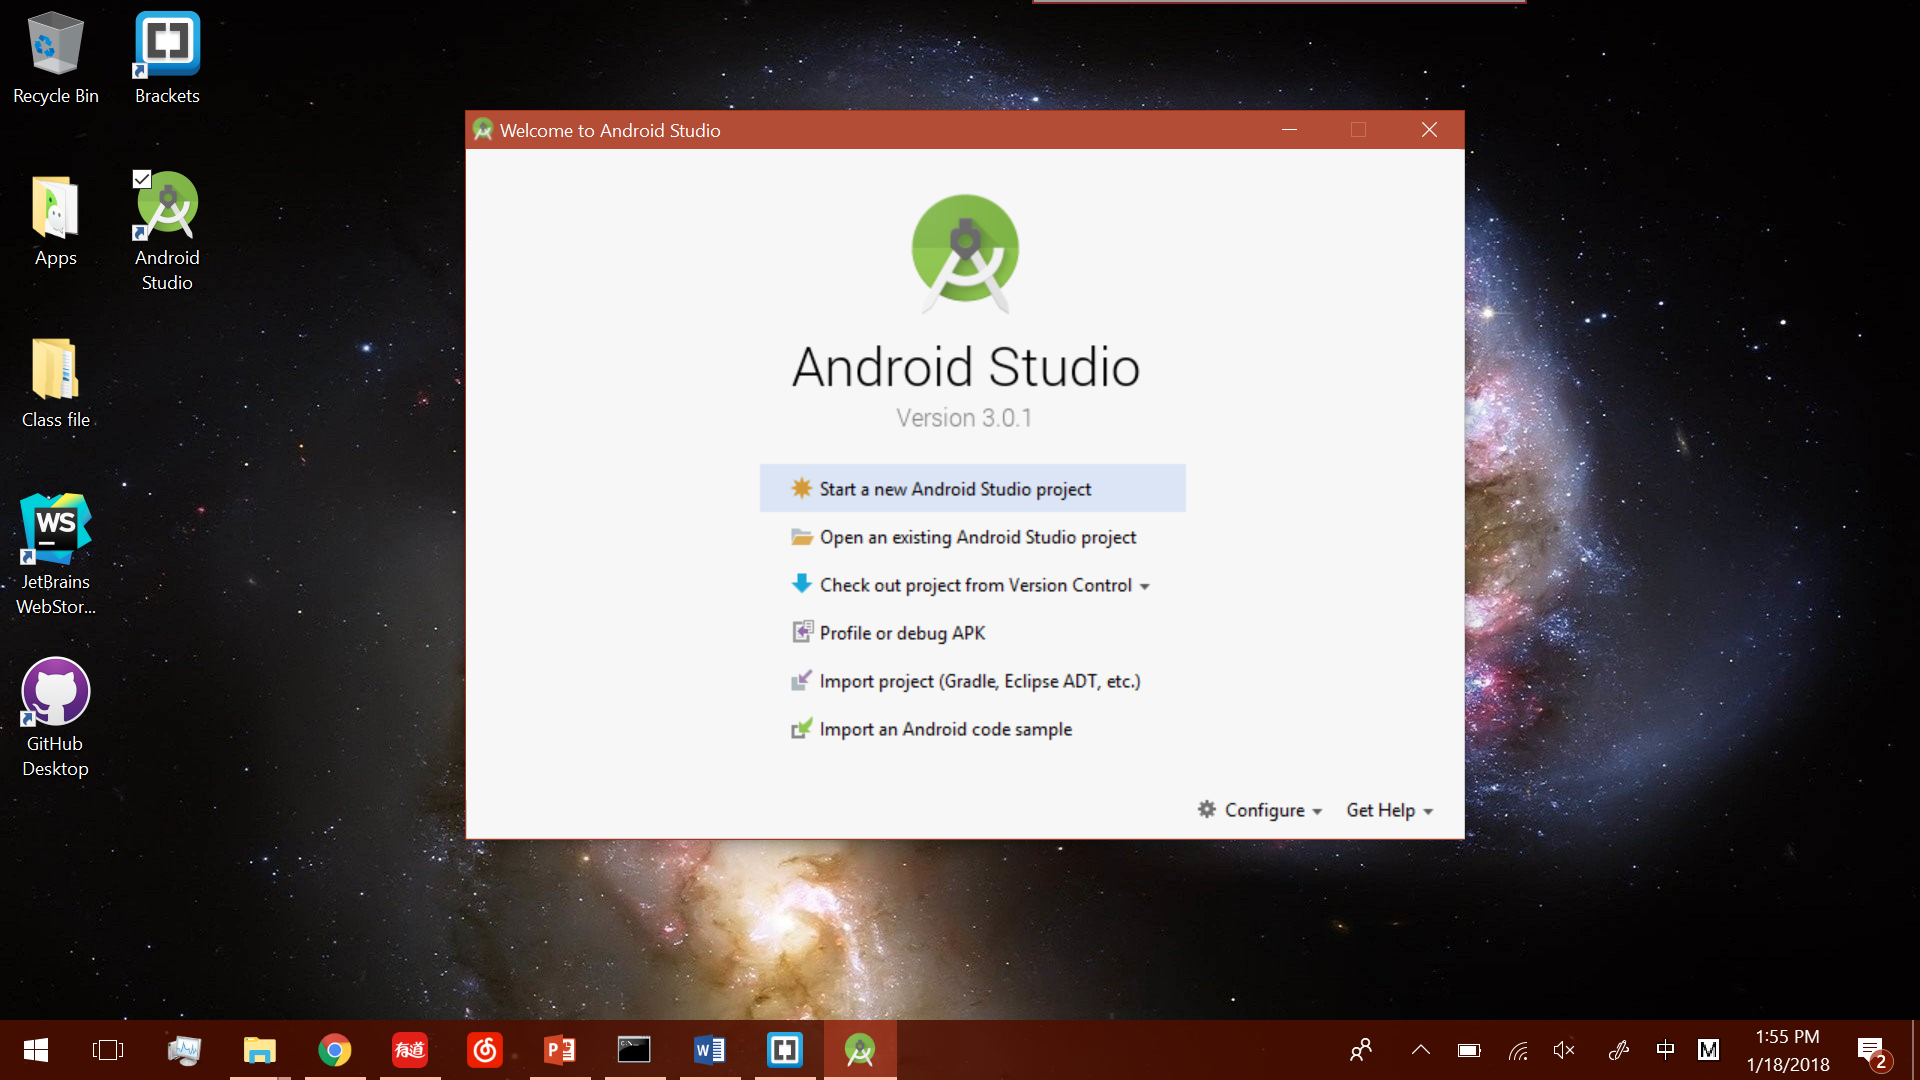 Recycle Bin
Brackets
Apps
Android
Studio
Class file
WS
JetBrains
WebStor...
GitHub
Desktop
Welcome to Android Studio
Android Studio
Version 3.0.1
Start a new Android Studio project
Open an existing Android Studio project
Check out project from Version Control
Profile or debug APK
Import project (Gradle, Eclipse ADT, etc.)
Import an Android code sample
Configure
Get Help
有道
P
C:\
W
中
M
1:55 PM
1/18/2018
2